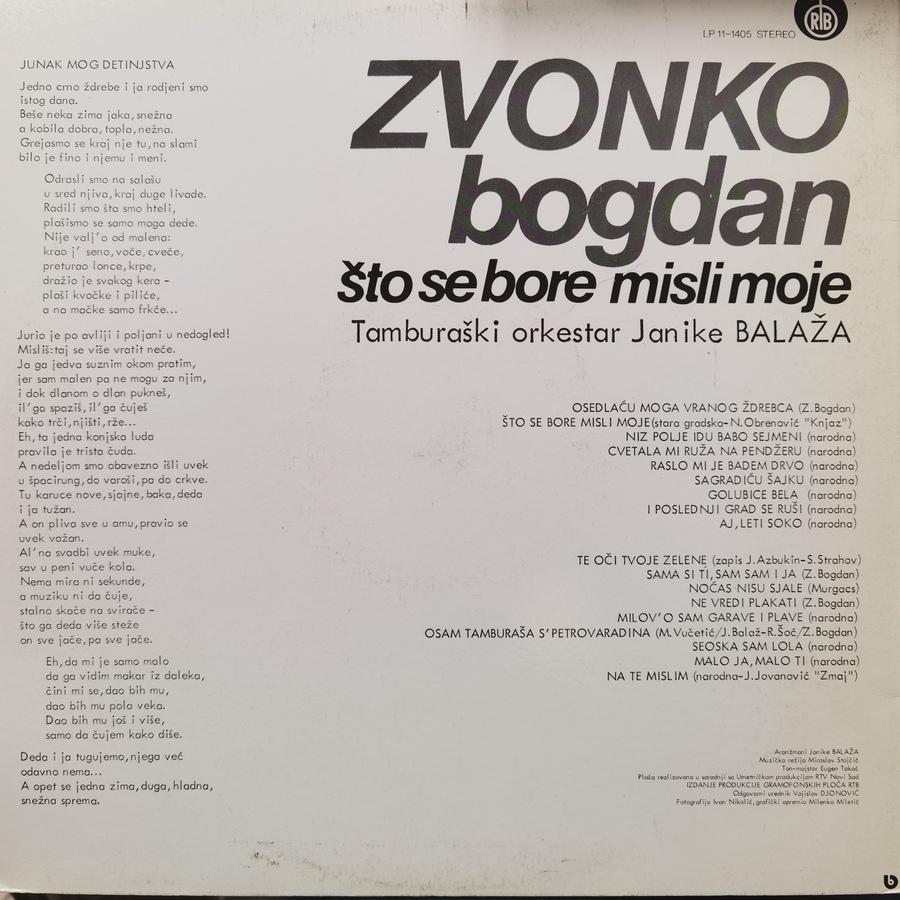 RTB
LP 11-1405 STEREO
ZVONKO
bogdan
što se bore misli moje
Tamburaški orkestar Janike BALAŽA
JUNAK MOG DETINJSTVA
Jedno crno ždrebe i ja rodjeni smo
istog dana.
Beše neka zima jaka, snežna
a kobila dobra, topla, nežna.
Grejasmo se kraj nje tu, na slami
bilo je fino i njemu i meni.
Odrasli smo na salašu
u sred njiva, kraj duge livade.
Radili smo šta smo hteli,
plašismo se samo moga dede.
Nije valj'o od malena:
krao j' seno, voće, cveće,
preturao lonce, krpe,
dražio je svakog kera -
plaši kvočke i piliće,
a na mačke samo frkće...
Jurio je po avliji i poljani u nedogled!
Misliš:taj se više vratit neće.
Ja ga jedva suznim okom pratim,
jer sam malen pa ne mogu za njim,
i dok dlanom o dlan pukneš,
il'ga spaziš, il'ga čuješ
kako trči, njišti, rže...
Eh, ta jedna konjska luda
pravila je trista čuda.
A nedeljom smo obavezno išli uvek
u špacirung, do varoši, pa do crkve.
Tu karuce nove, sjajne, baka, deda
i ja tužan.
A on pliva sve u amu, pravio se
uvek važan.
Al'na svadbi uvek muke,
sav u peni vuče kola.
Nema mira ni sekunde,
a muziku ni da čuje,
stalno skače na svirače -
što ga deda više steže
on sve jače, pa sve jače.
Eh, da mi je samo malo
da ga vidim makar iz daleka,
čini mi se, dao bih mu,
dao bih mu pola veka.
Dao bih mu još i više,
samo da čujem kako diše.
Deda i ja tugujemo, njega već
odavno nema...
A opet se jedna zima, duga, hladna,
snežna sprema.
OSEDLAĆU MOGA VRANOG ŽDREBCA (Z.Bogdan)
ŠTO SE BORE MISLI MOJE(stara gradska-N.Obrenović "Knjaz")
NIZ POLJE IDU BABO SEJMENI (narodna)
CVETALA MI RUŽA NA PENDŽERU (narodna)
RASLO MI JE BADEM DRVO (narodna)
SAGRADIĆU ŠAJKU (narodna)
GOLUBICE BELA (narodna)
I POSLEDNJI GRAD SE RUŠI (narodna)
AJ, LETI SOKO (narodna)
TE OČI TVOJE ZELENE (zapis J.Azbukin-S.Strahov)
SAMA SI TI, SAM SAM I JA (Z.Bogdan)
NOĆAS NISU SJALE (Murgacs)
NE VREDI PLAKATI (Z.Bogdan)
MILOV'O SAM GARAVE I PLAVE (narodna)
OSAM TAMBURAŠA S'PETROVARADINA (M.Vučetić/J.Balaž-R.Šoć/Z.Bogdan)
SEOSKA SAM LOLA (narodna)
MALO JA, MALO TI (narodna)
NA TE MISLIM (narodna-J.Jovanović "Zmaj")
Aranžmani Janike BALAŽA
Muzička režija Miroslav Stojčić
Ton-majstor Eugen Takač
Ploča realizovana u saradnji sa Umetničkom produkcijom RTV Novi Sad
IZDANJE PRODUKCIJE GRAMOFONSKIH PLOČA RTB
Odgovorni urednik Vojislav DJONOVIĆ
Fotografija Ivan Nikolić, grafički opremio Milenko Miletić
b